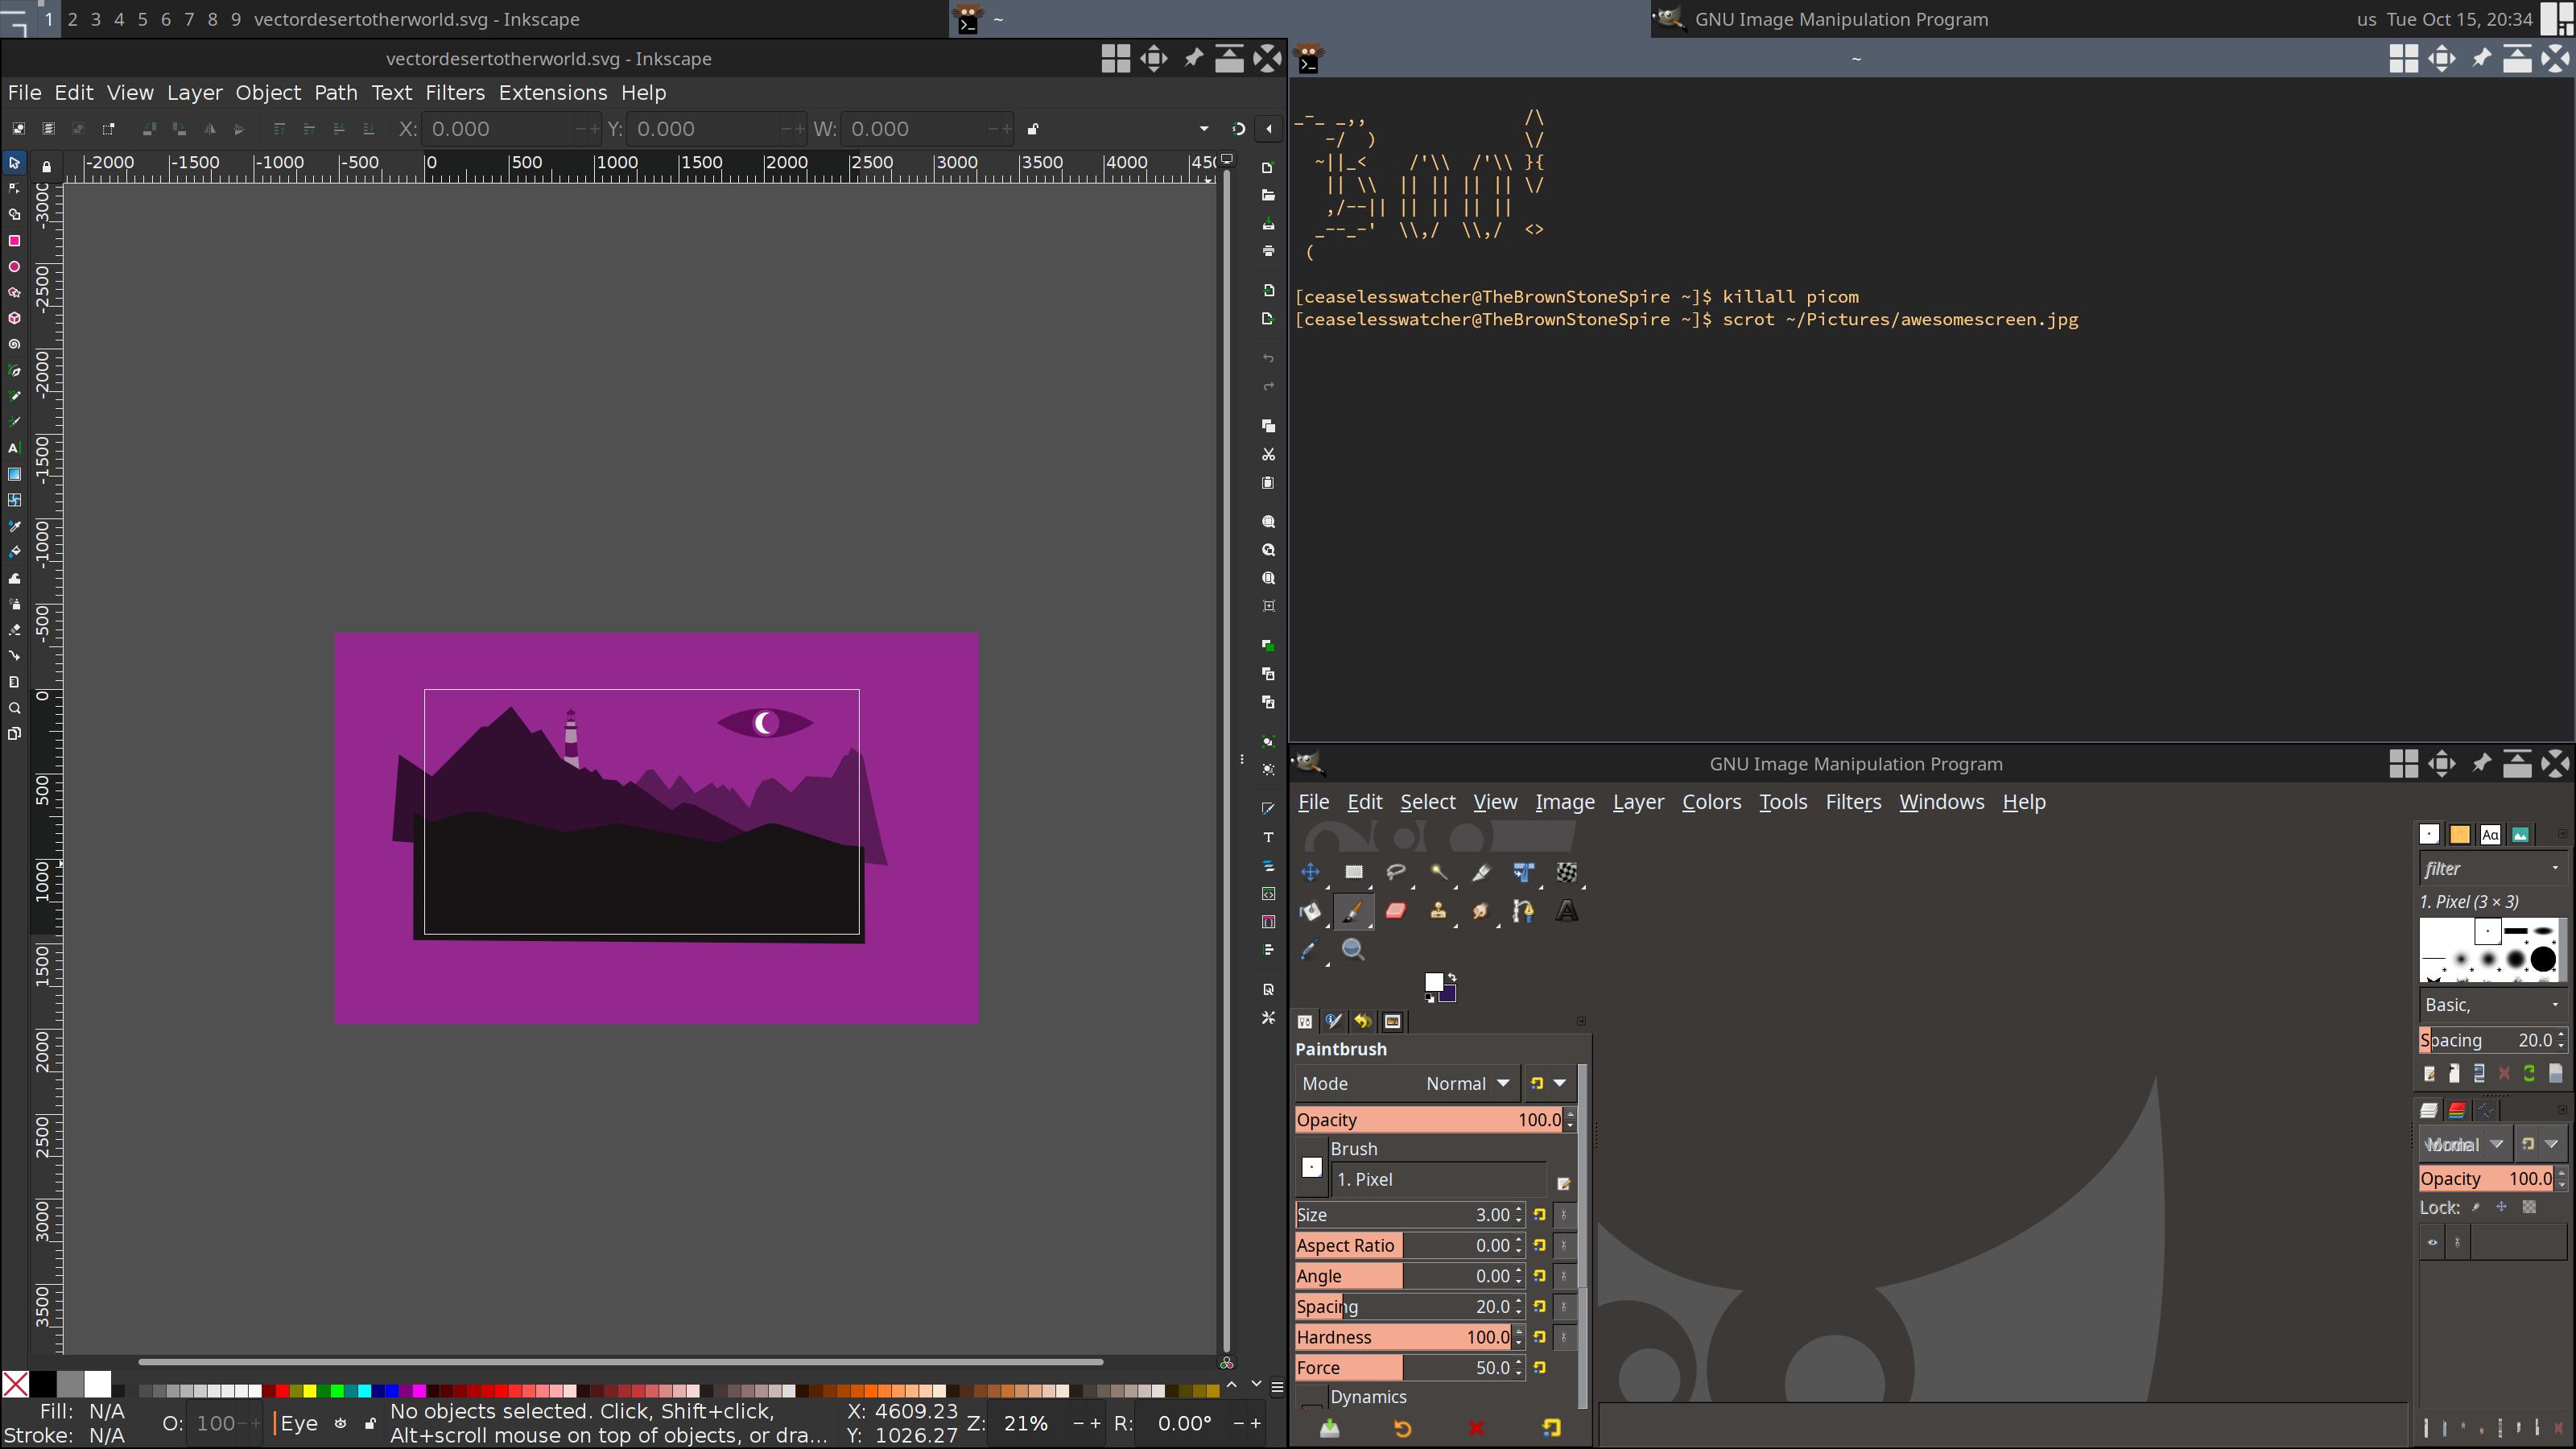 1 2 3 4 5 6 7 8 9 vectordesertotherworld.svg - Inkscape
~
GNU Image Manipulation Program
us Tue Oct 15, 20:34
vectordesertotherworld.svg - Inkscape
File Edit View Layer Object Path Text Filters Extensions Help
X: 0.000 Y: 0.000 W: 0.000
-2000 -1500 -1000 -500 0 500 1000 1500 2000 2500 3000 3500 4000
-2500
-2000
-1500
-1000
-500
0
500
1000
1500
2000
2500
3000
3500
Fill: N/A
Stroke: N/A
O: 100
Eye
No objects selected. Click, Shift+click,
Alt+scroll mouse on top of objects, or dra...
X: 4609.23
Y: 1026.27
Z: 21%
R: 0.00°
~
_-_ _,,                /\
   -/  )               \/
  ~||_<    /'\\  /'\\ }{
   || \\  || || || || \/
   ,/--|| || || || ||
  _--_-'  \\,/  \\,/  <>
 (
[ceaselesswatcher@TheBrownStoneSpire ~]$ killall picom
[ceaselesswatcher@TheBrownStoneSpire ~]$ scrot ~/Pictures/awesomescreen.jpg
GNU Image Manipulation Program
File Edit Select View Image Layer Colors Tools Filters Windows Help
Paintbrush
Mode Normal
Opacity 100.0
Brush
1. Pixel
Size 3.00
Aspect Ratio 0.00
Angle 0.00
Spacing 20.0
Hardness 100.0
Force 50.0
Dynamics
Aα
filter
1. Pixel (3 × 3)
Basic,
Spacing 20.0
Opacity 100.0
Lock: